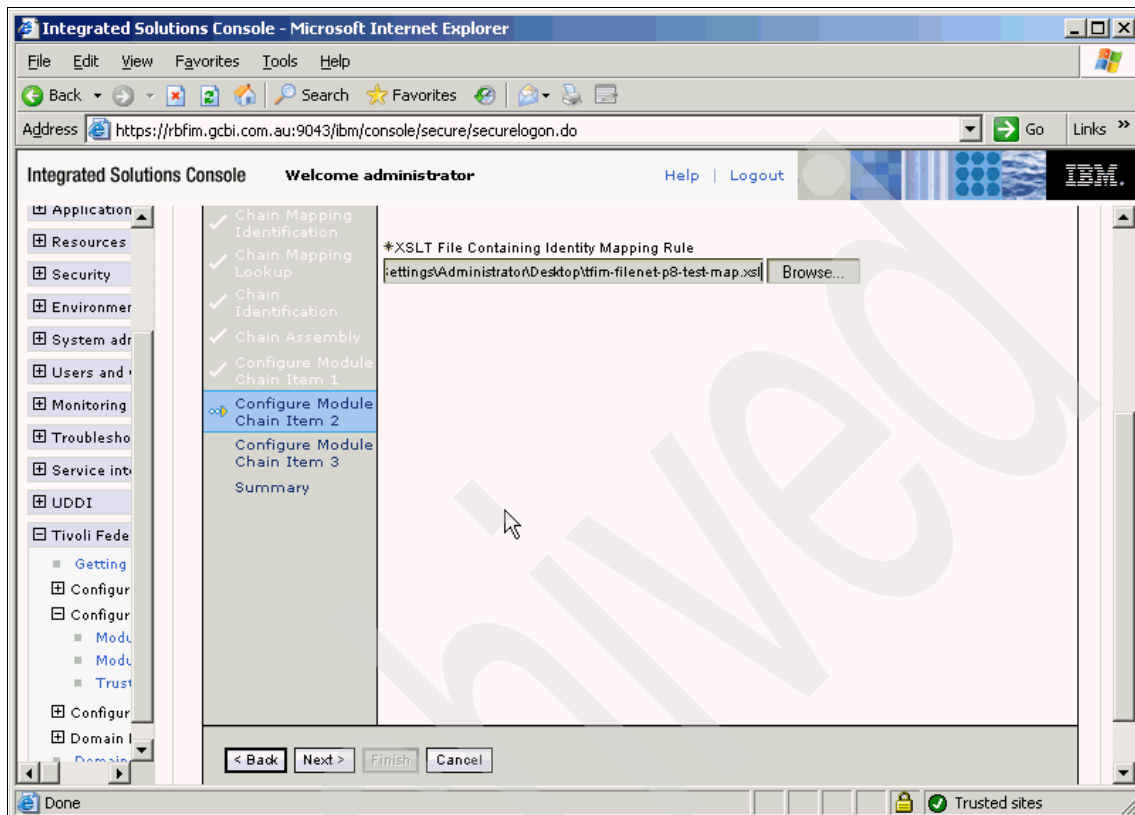 Integrated Solutions Console - Microsoft Internet Explorer
File Edit View Favorites Tools Help
Back Search Favorites
Address https://rbfim.gcbi.com.au:9043/ibm/console/secure/securelogon.do Go Links »
Integrated Solutions Console Welcome administrator Help | Logout IBM.
Application
Resources
Security
Environmen
System adr
Users and
Monitoring
Troublesho
Service inte
UDDI
Tivoli Fede
Getting
Configur
Configur
Modu
Modu
Trust
Configur
Domain
Domain
Chain Mapping
Identification
Chain Mapping
Lookup
Chain
Identification
Chain Assembly
Configure Module
Chain Item 1
Configure Module
Chain Item 2
Configure Module
Chain Item 3
Summary
*XSLT File Containing Identity Mapping Rule
ettings\Administrator\Desktop\tfim-filenet-p8-test-map.xsl Browse...
< Back Next > Finish Cancel
Done Trusted sites
hived